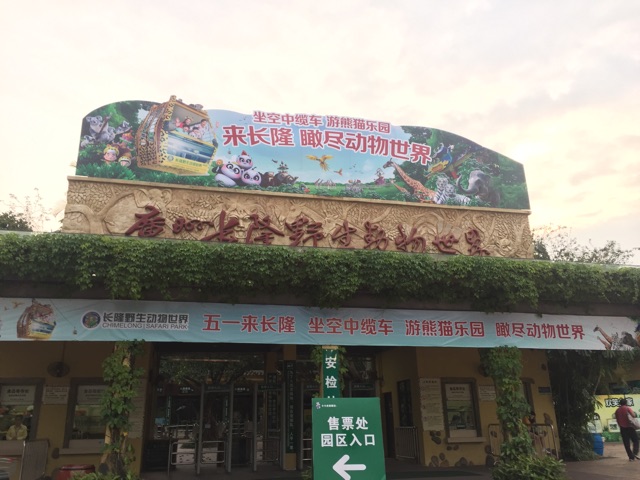 坐空中缆车 游熊猫乐园
来长隆 瞰尽动物世界
广州长隆野生动物世界
长隆野生动物世界
CHIMELONG SAFARI PARK
五一来长隆 坐空中缆车 游熊猫乐园 瞰尽动物世界
安检
售票处
园区入口